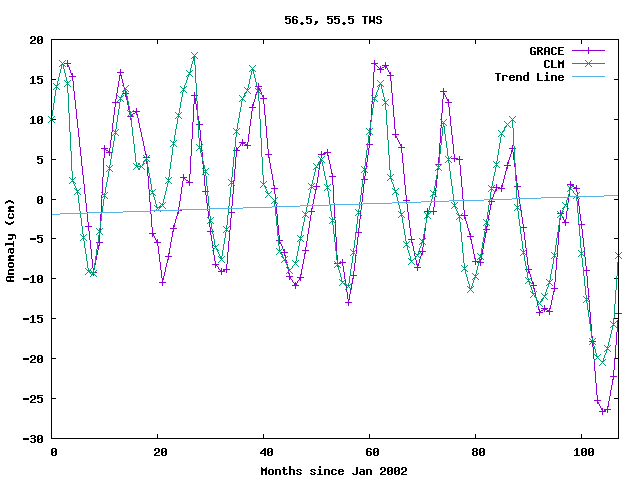 56.5, 55.5 TWS
GRACE
CLM
Trend Line
Anomaly (cm)
20
15
10
5
0
-5
-10
-15
-20
-25
-30
0 20 40 60 80 100
Months since Jan 2002